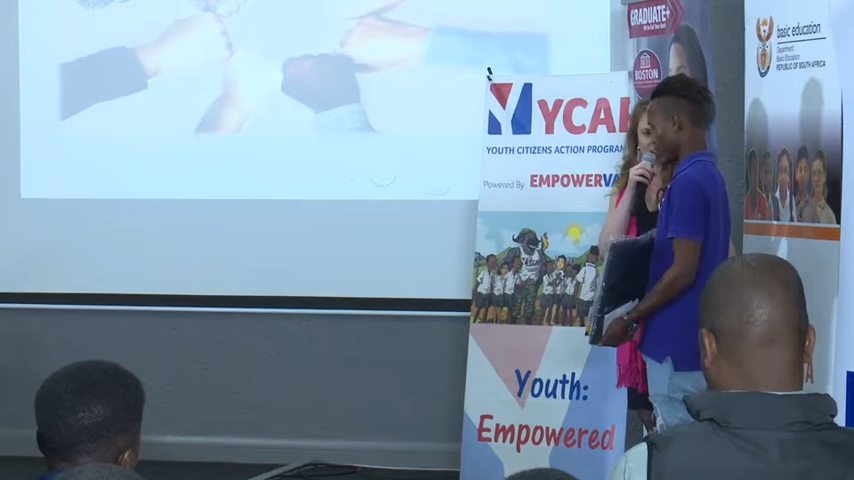 GRADUATE+
BOSTON
basic education
Department:
Basic Education
REPUBLIC OF SOUTH AFRICA
Y YCAP
YOUTH CITIZENS ACTION PROGRAM
Powered By EMPOWERVA
Youth:
Empowered